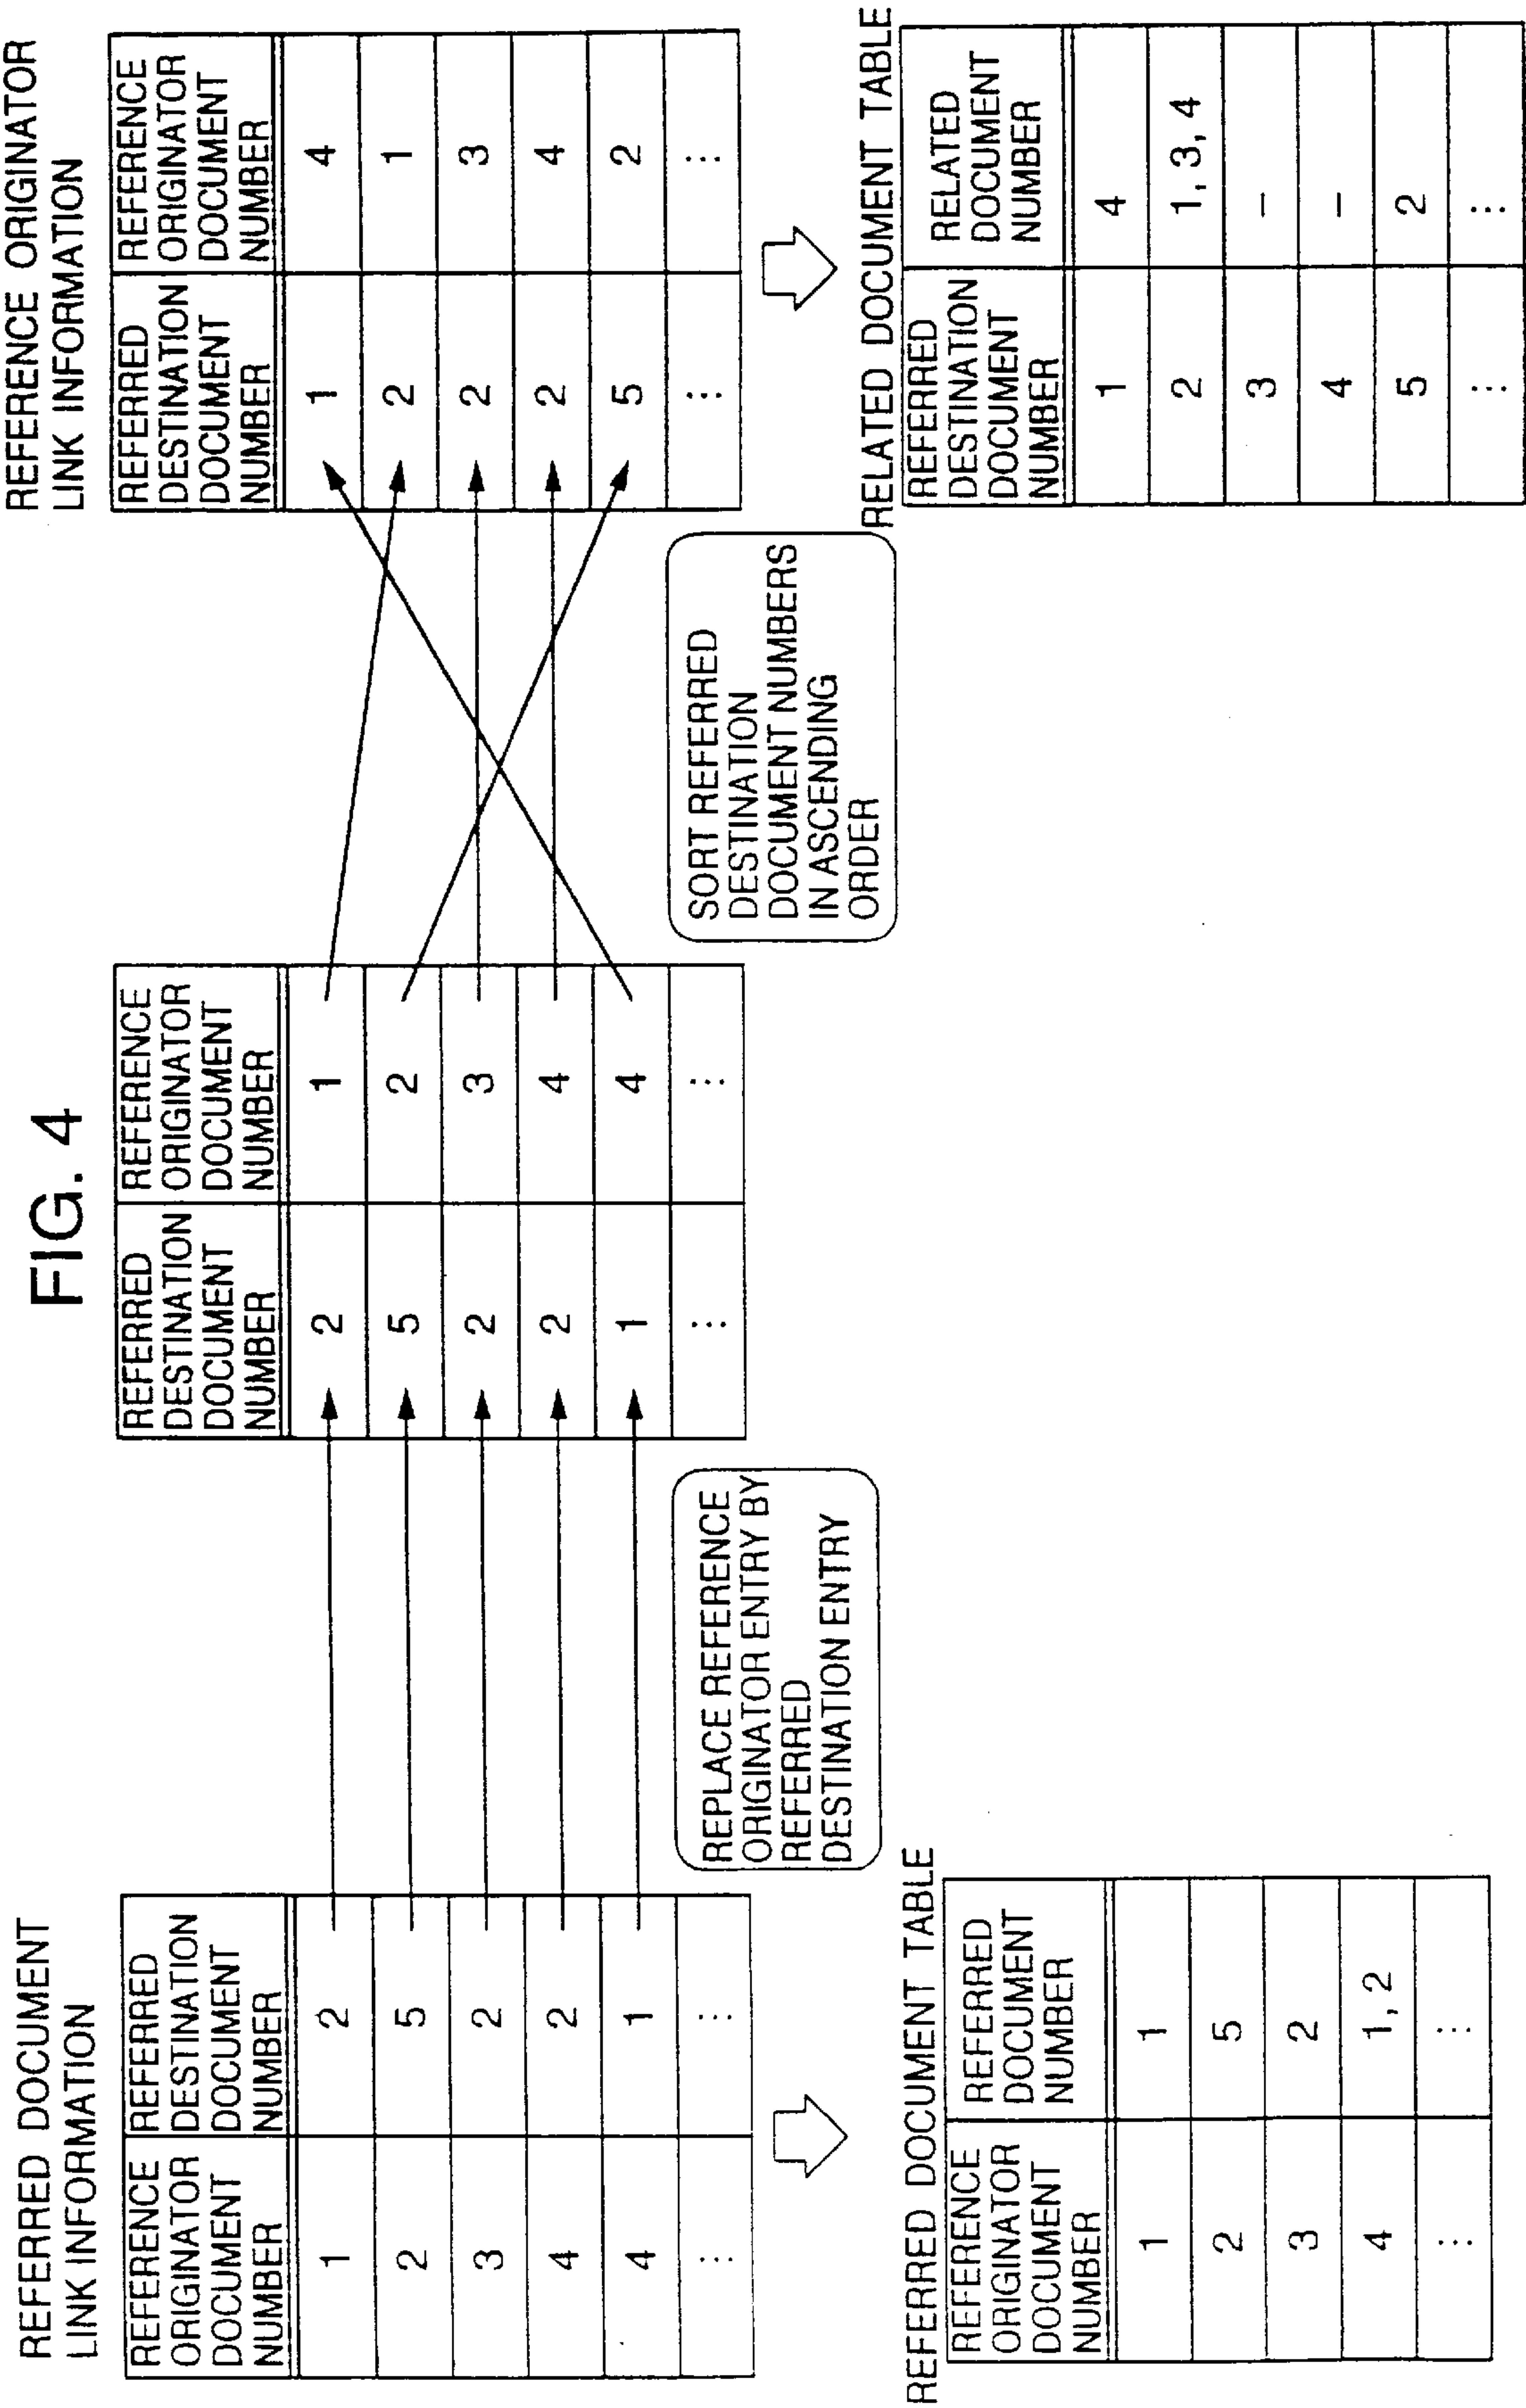 FIG. 4
REFERRED DOCUMENT
LINK INFORMATION
REFERENCE
ORIGINATOR
DOCUMENT
NUMBER
REFERRED
DESTINATION
DOCUMENT
NUMBER
1 2
2 5
3 2
4 2
4 1
⋮ ⋮
REPLACE REFERENCE
ORIGINATOR ENTRY BY
REFERRED
DESTINATION ENTRY
REFERRED
DESTINATION
DOCUMENT
NUMBER
REFERENCE
ORIGINATOR
DOCUMENT
NUMBER
2 1
5 2
2 3
2 4
1 4
⋮ ⋮
SORT REFERRED
DESTINATION
DOCUMENT NUMBERS
IN ASCENDING
ORDER
REFERENCE ORIGINATOR
LINK INFORMATION
REFERRED
DESTINATION
DOCUMENT
NUMBER
REFERENCE
ORIGINATOR
DOCUMENT
NUMBER
1 4
2 1
2 3
2 4
5 2
⋮ ⋮
REFERRED DOCUMENT TABLE
REFERENCE
ORIGINATOR
DOCUMENT
NUMBER
REFERRED
DOCUMENT
NUMBER
1 1
2 5
3 2
4 1, 2
⋮ ⋮
RELATED DOCUMENT TABLE
REFERRED
DESTINATION
DOCUMENT
NUMBER
RELATED
DOCUMENT
NUMBER
1 4
2 1, 3, 4
3 –
4 –
5 2
⋮ ⋮